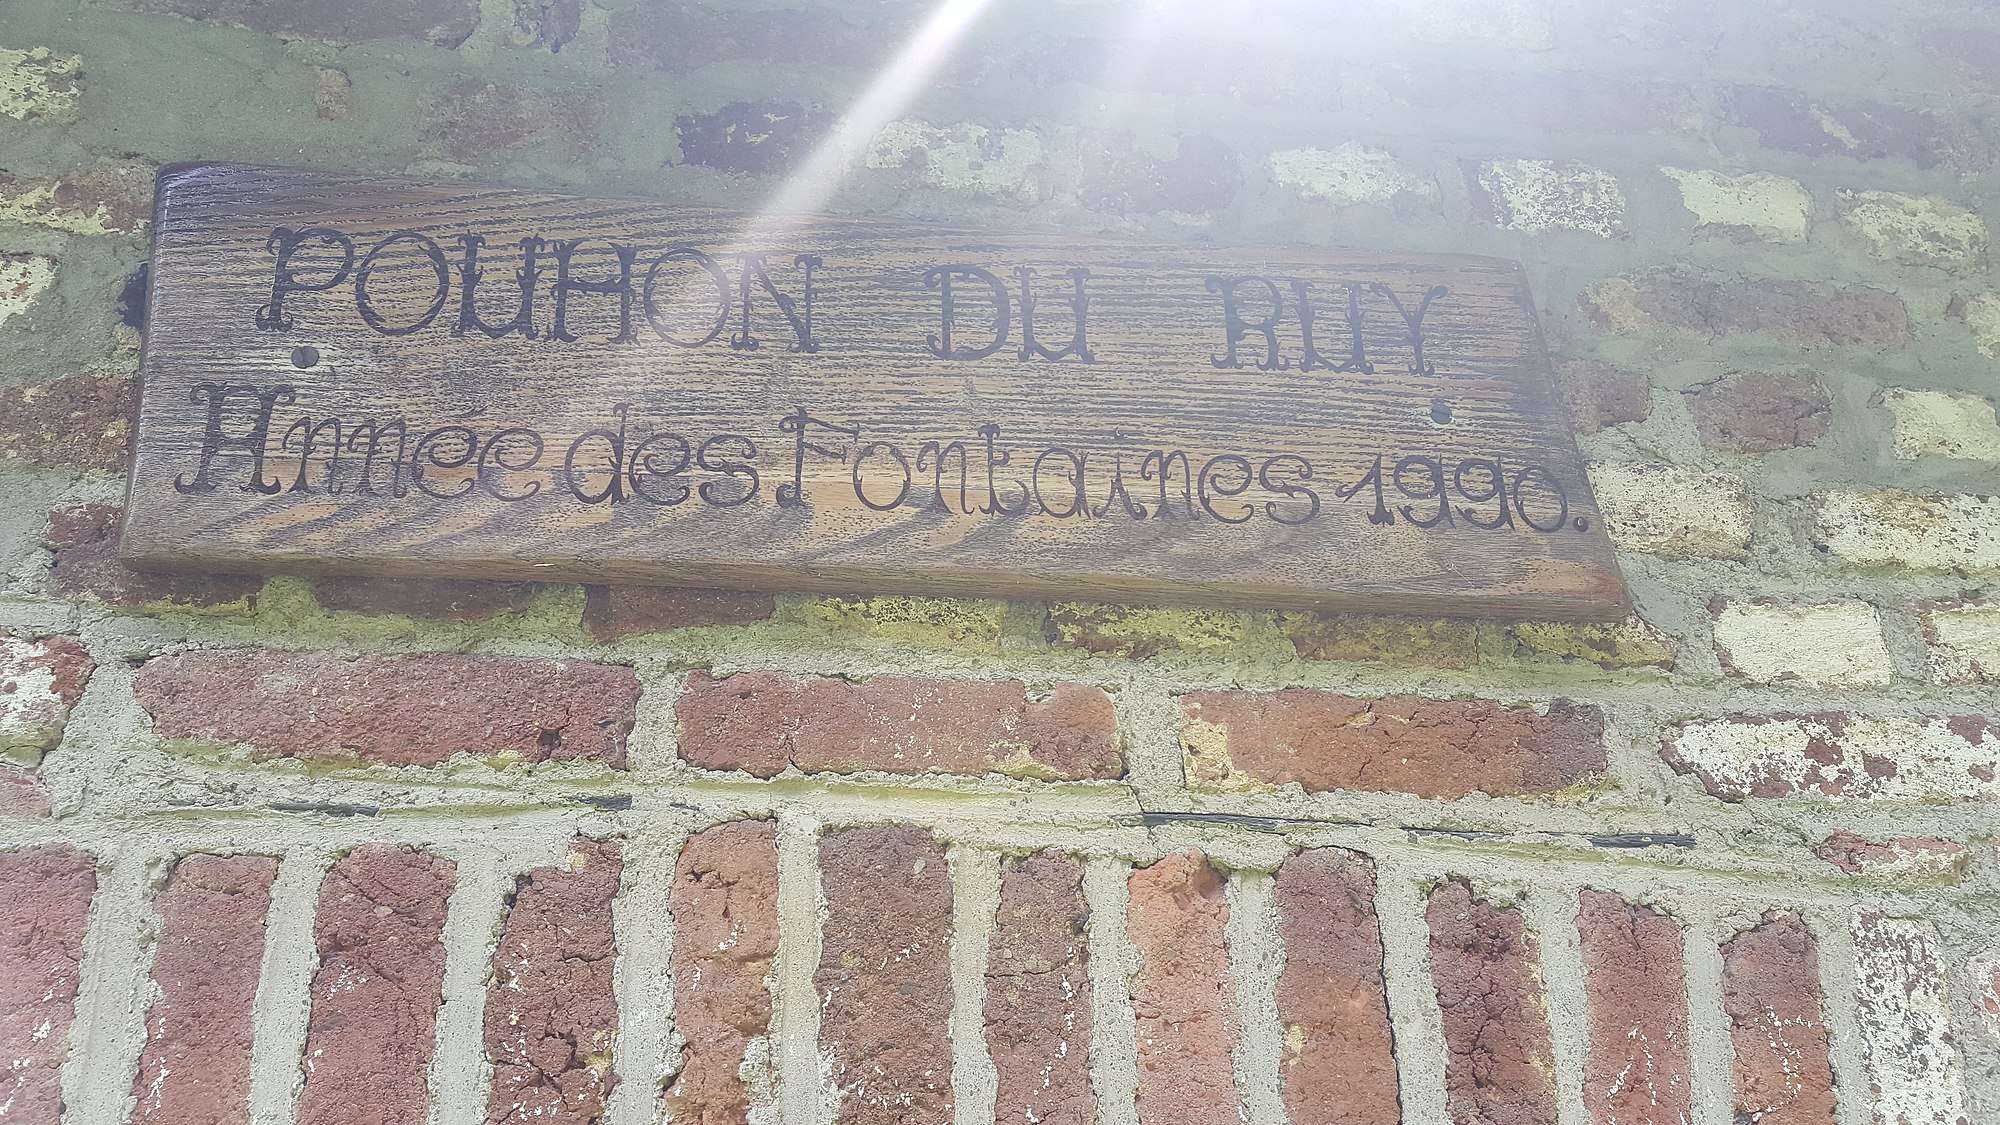 POUHON DU RUY
Année des Fontaines 1990.